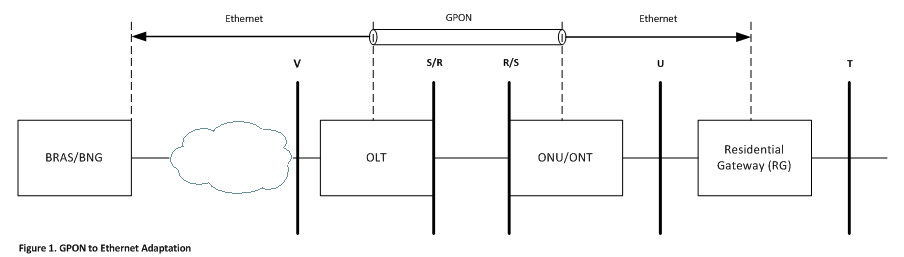 Ethernet
GPON
Ethernet
V
S/R
R/S
U
T
BRAS/BNG
OLT
ONU/ONT
Residential
Gateway (RG)
Figure 1. GPON to Ethernet Adaptation